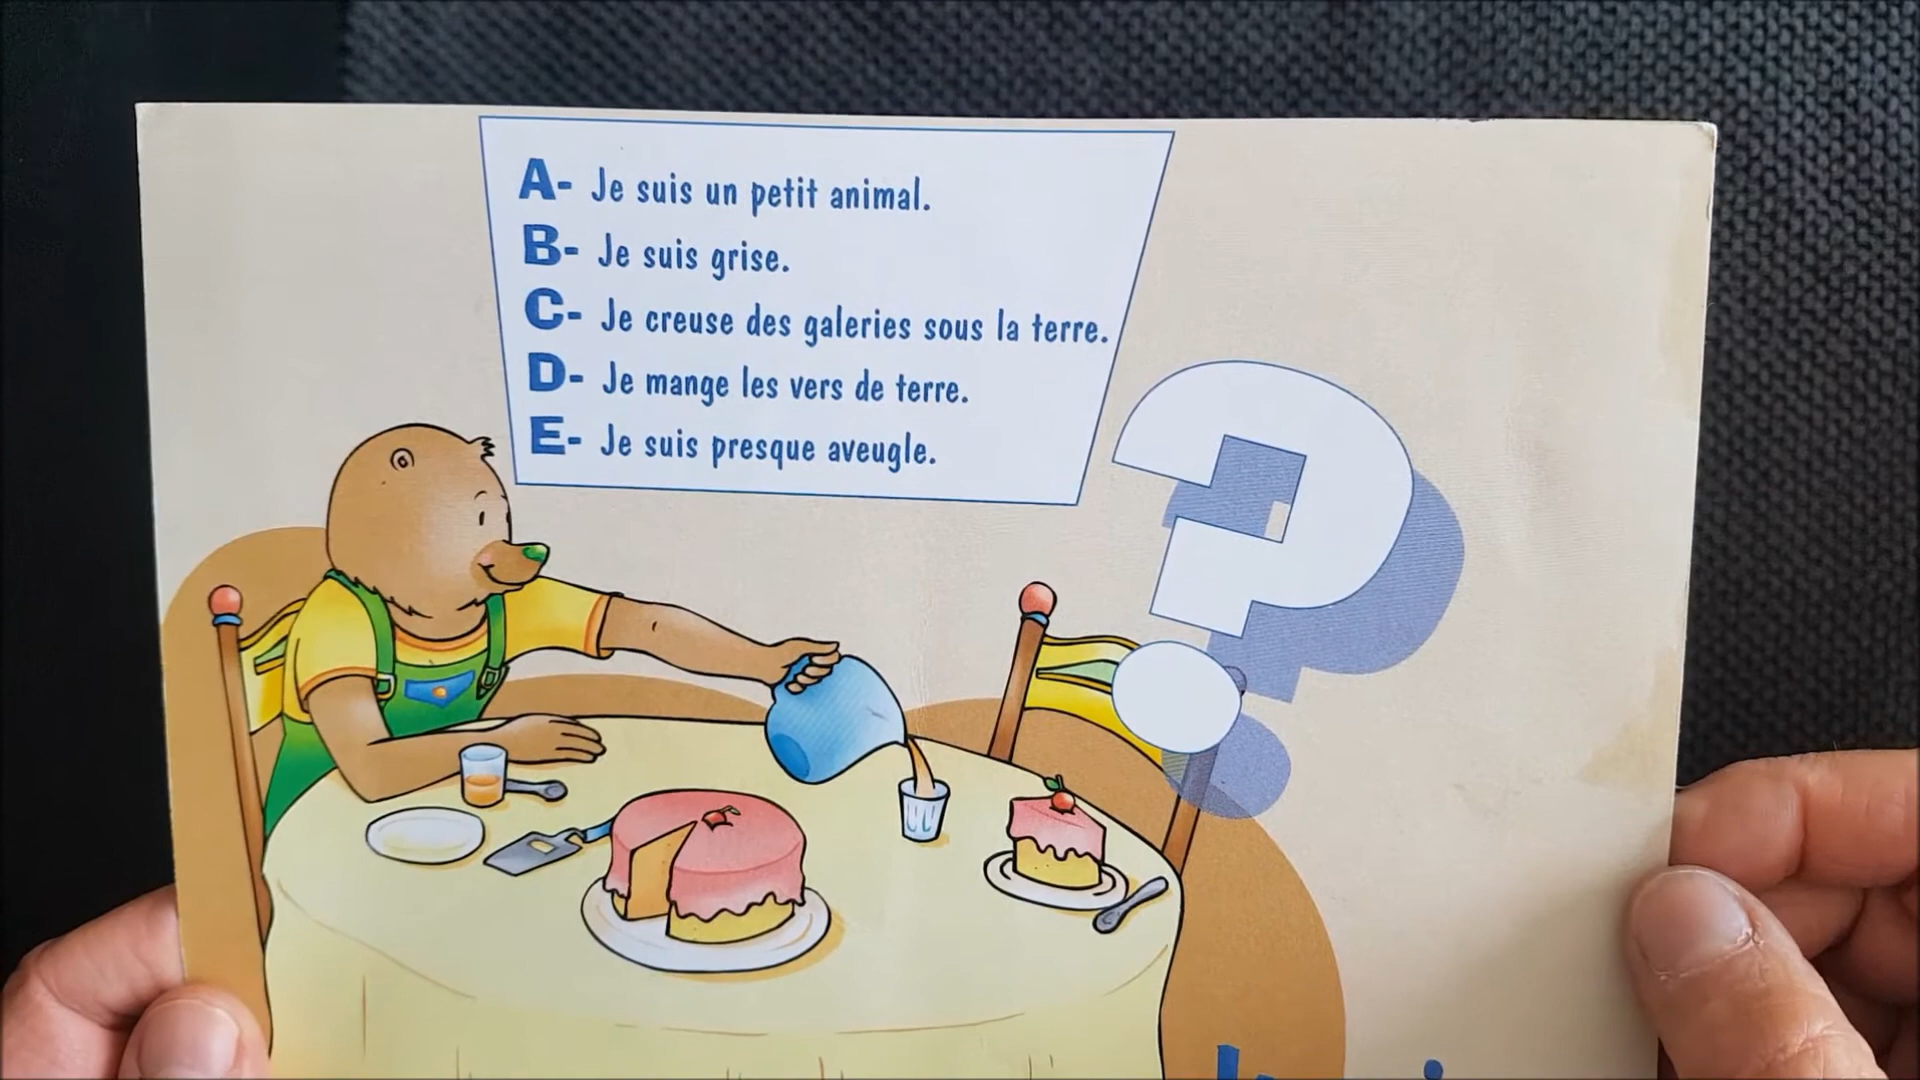 A- Je suis un petit animal.
B- Je suis grise.
C- Je creuse des galeries sous la terre.
D- Je mange les vers de terre.
E- Je suis presque aveugle.
?